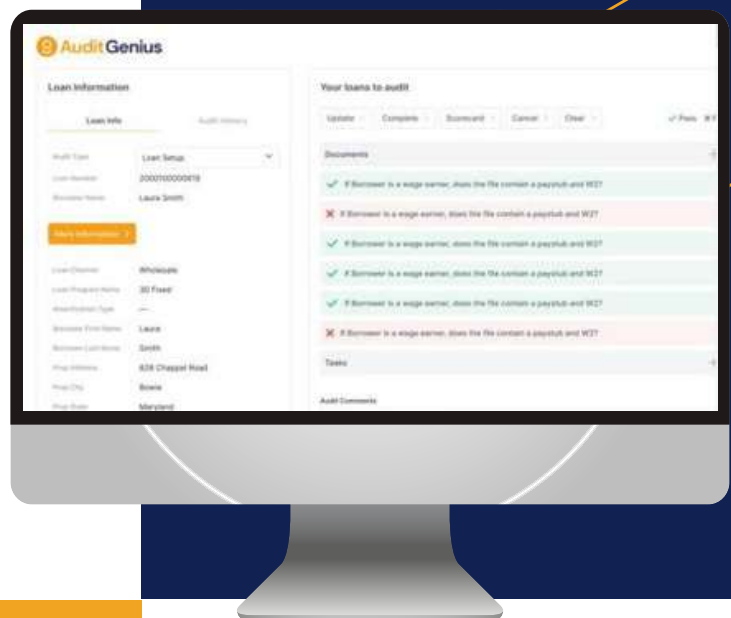 AuditGenius
Loan Information
Loan Info
Audit History
Audit Type
Loan Setup
Loan Number
Borrower Name
Laura Smith
More Information
Loan Channel
Wholesale
Loan Program Name
30 Fixed
Amortization Type
—
Borrower First Name
Laura
Borrower Last Name
Smith
Prop Address
Chappel Road
Prop City
Bowie
Prop State
Maryland
Your loans to audit
Update
Complete
Scorecard
Cancel
Clear
Pass
Documents
If Borrower is a wage earner, does the file contain a paystub and W2?
If Borrower is a wage earner, does the file contain a paystub and W2?
If Borrower is a wage earner, does the file contain a paystub and W2?
If Borrower is a wage earner, does the file contain a paystub and W2?
If Borrower is a wage earner, does the file contain a paystub and W2?
If Borrower is a wage earner, does the file contain a paystub and W2?
Tasks
Audit Comments